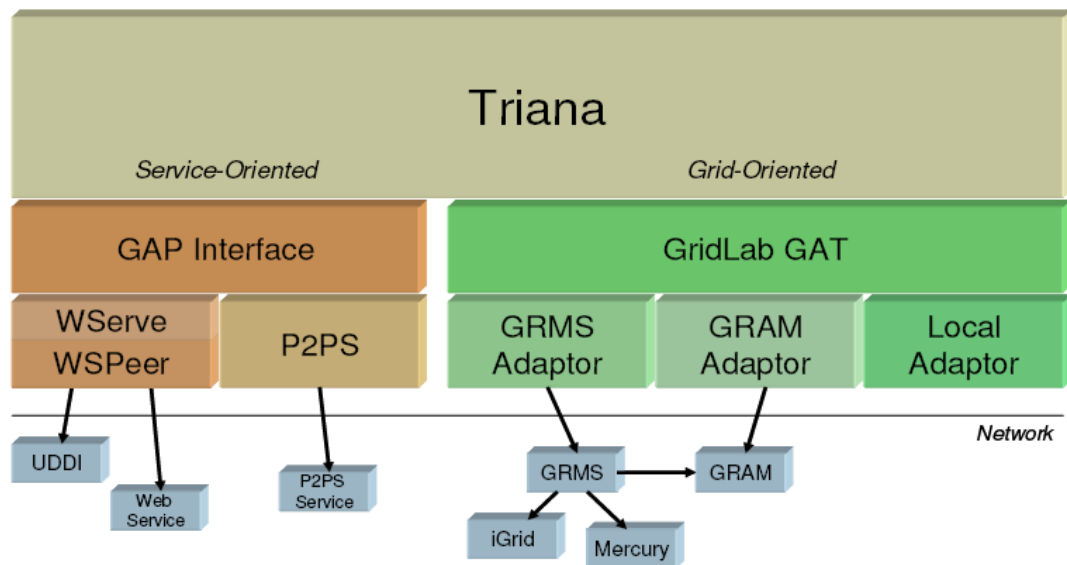 Triana
Service-Oriented
Grid-Oriented
GAP Interface
GridLab GAT
WServe
WSPeer
P2PS
GRMS
Adaptor
GRAM
Adaptor
Local
Adaptor
Network
UDDI
Web
Service
P2PS
Service
GRMS
GRAM
iGrid
Mercury